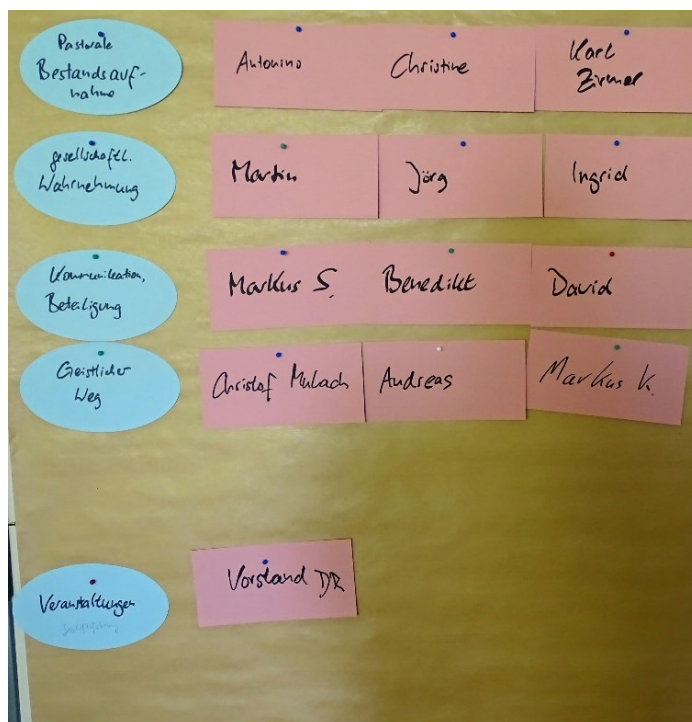 Pastorale
Bestandsauf-
nahme
Antonino
Christine
Karl
Zirmer
gesellschaftl.
Wahrnehmung
Martin
Jörg
Ingrid
Kommunikation,
Beteiligung
Markus S.
Benedikt
David
Geistlicher
Weg
Christof Mulach
Andreas
Markus K.
Veranstaltungen
Vorstand DR